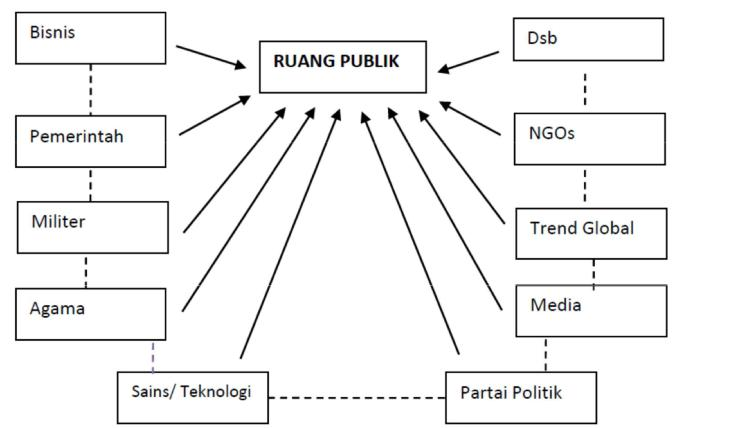 Bisnis
RUANG PUBLIK
Dsb
Pemerintah
NGOs
Militer
Trend Global
Agama
Media
Sains/ Teknologi
Partai Politik